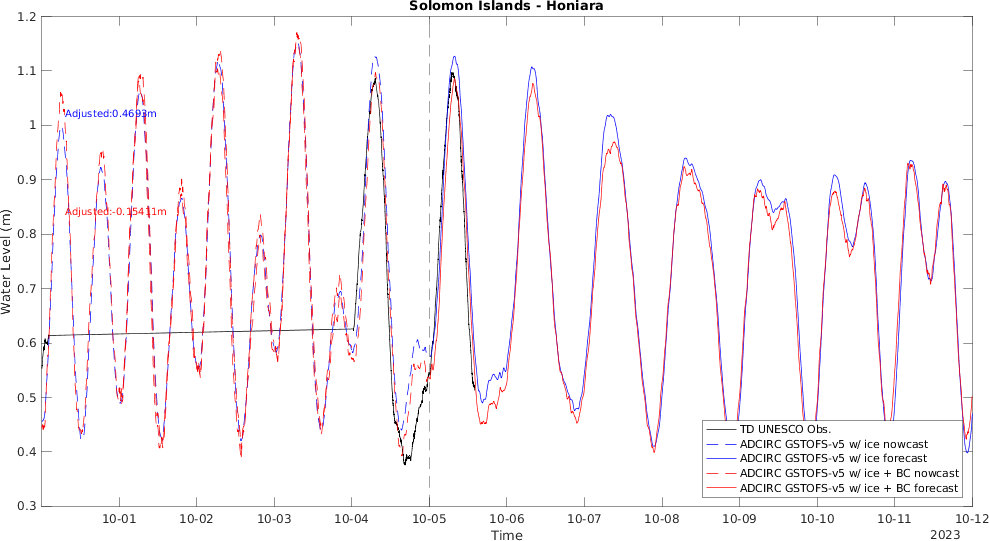 Solomon Islands - Honiara
Water Level (m)
1.2
1.1
1
0.9
0.8
0.7
0.6
0.5
0.4
0.3
Adjusted:0.4693m
Adjusted:-0.15411m
TD UNESCO Obs.
ADCIRC GSTOFS-v5 w/ ice nowcast
ADCIRC GSTOFS-v5 w/ ice forecast
ADCIRC GSTOFS-v5 w/ ice + BC nowcast
ADCIRC GSTOFS-v5 w/ ice + BC forecast
10-01 10-02 10-03 10-04 10-05 10-06 10-07 10-08 10-09 10-10 10-11 10-12
Time
2023